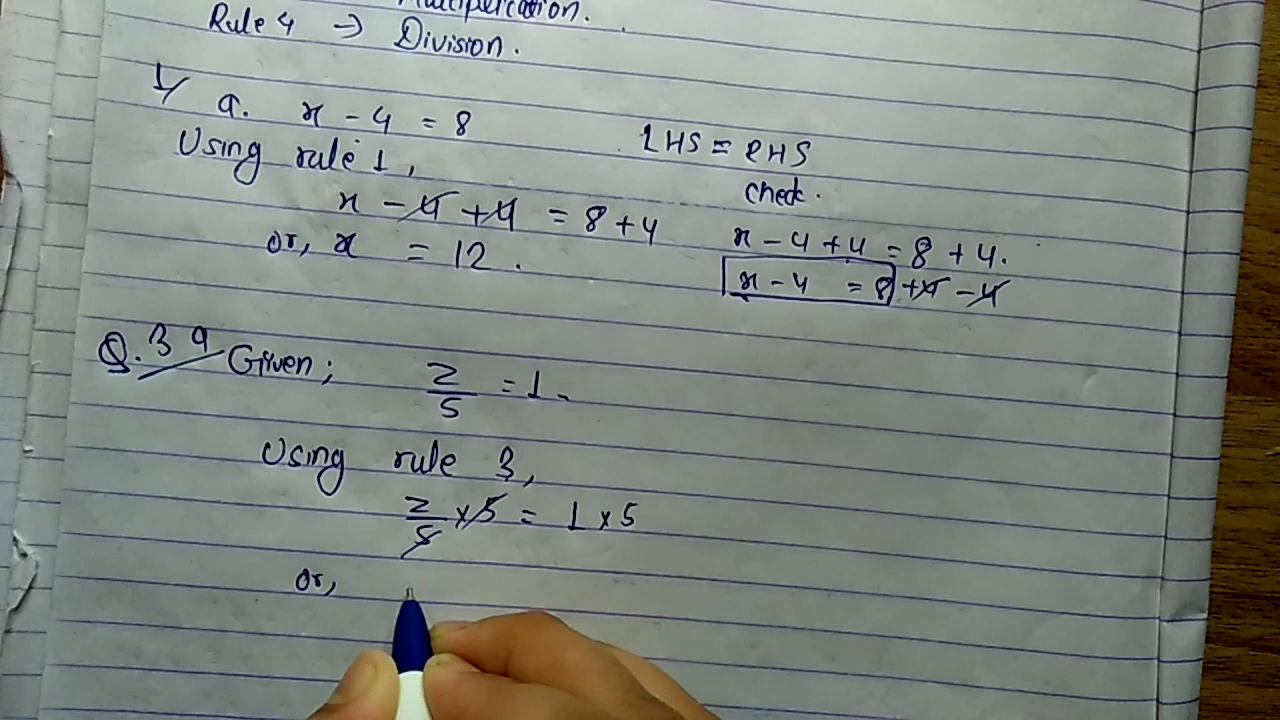 Multiplication.
Rule 4 → Division.
1/ a. x - 4 = 8
Using rule 1,
x - 4 + 4 = 8 + 4
or, x = 12 .
LHS = RHS
check.
x - 4 + 4 = 8 + 4.
x - 4 = 8 + 4 - 4
Q. 3 a Given; z/5 = 1.
Using rule 3,
z/5 × 5 = 1 × 5
or,